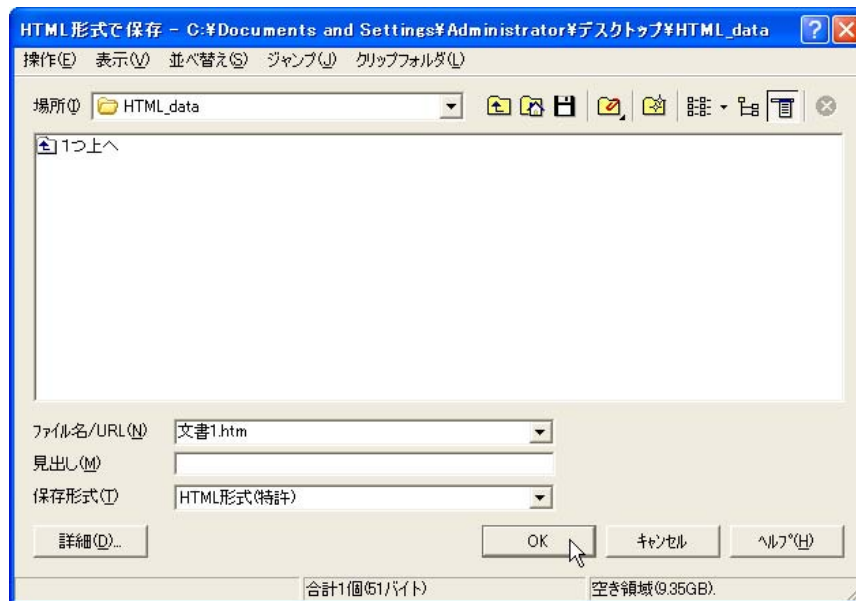 HTML形式で保存 - C:¥Documents and Settings¥Administrator¥デスクトップ¥HTML_data
操作(E) 表示(V) 並べ替え(S) ジャンプ(J) クリップフォルダ(L)
場所(I) HTML_data
1つ上へ
ファイル名/URL(N) 文書1.htm
見出し(M)
保存形式(T) HTML形式(特許)
詳細(D)... OK キャンセル ヘルプ(H)
合計1個(51バイト) 空き領域(9.35GB).